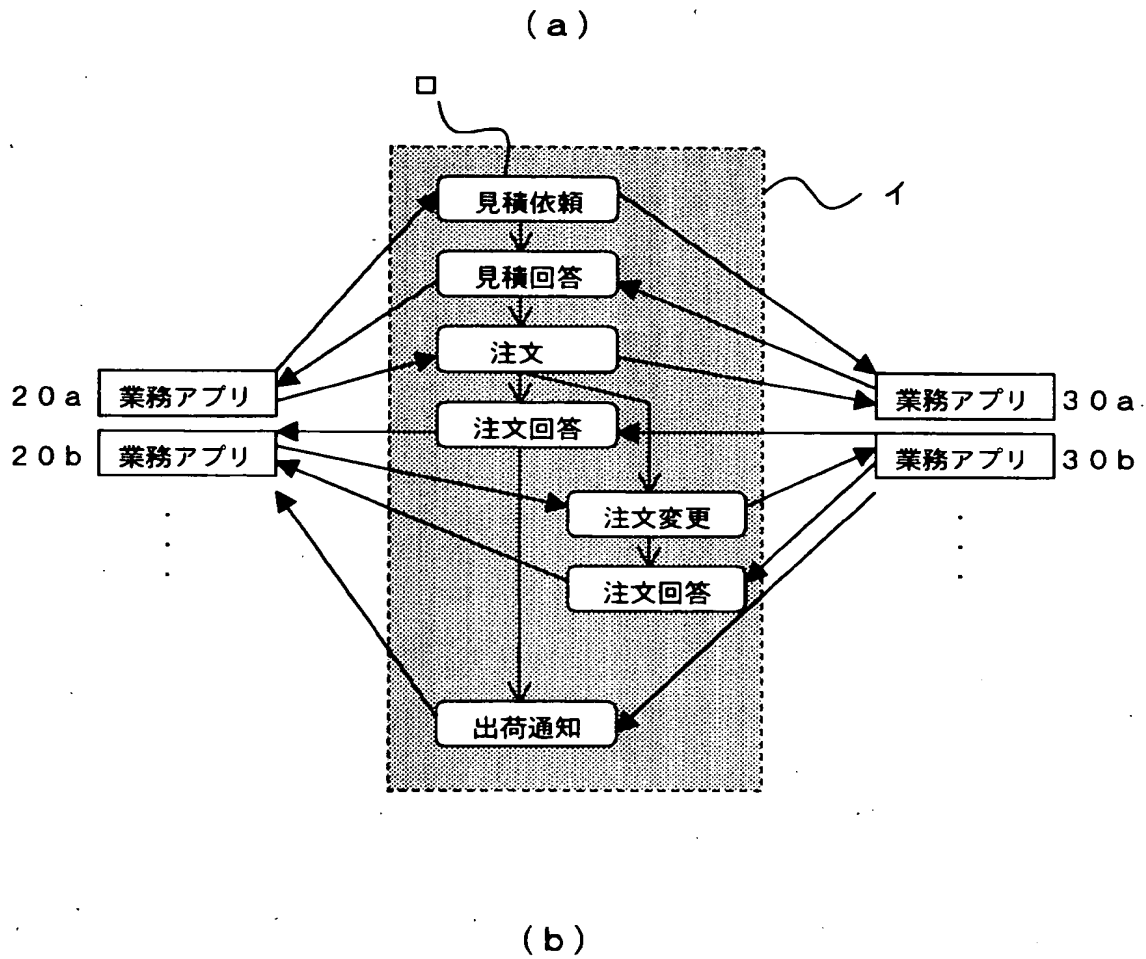 (a)
ロ
見積依頼
イ
見積回答
注文
20a 業務アプリ
業務アプリ 30a
注文回答
20b 業務アプリ
業務アプリ 30b
注文変更
注文回答
出荷通知
(b)